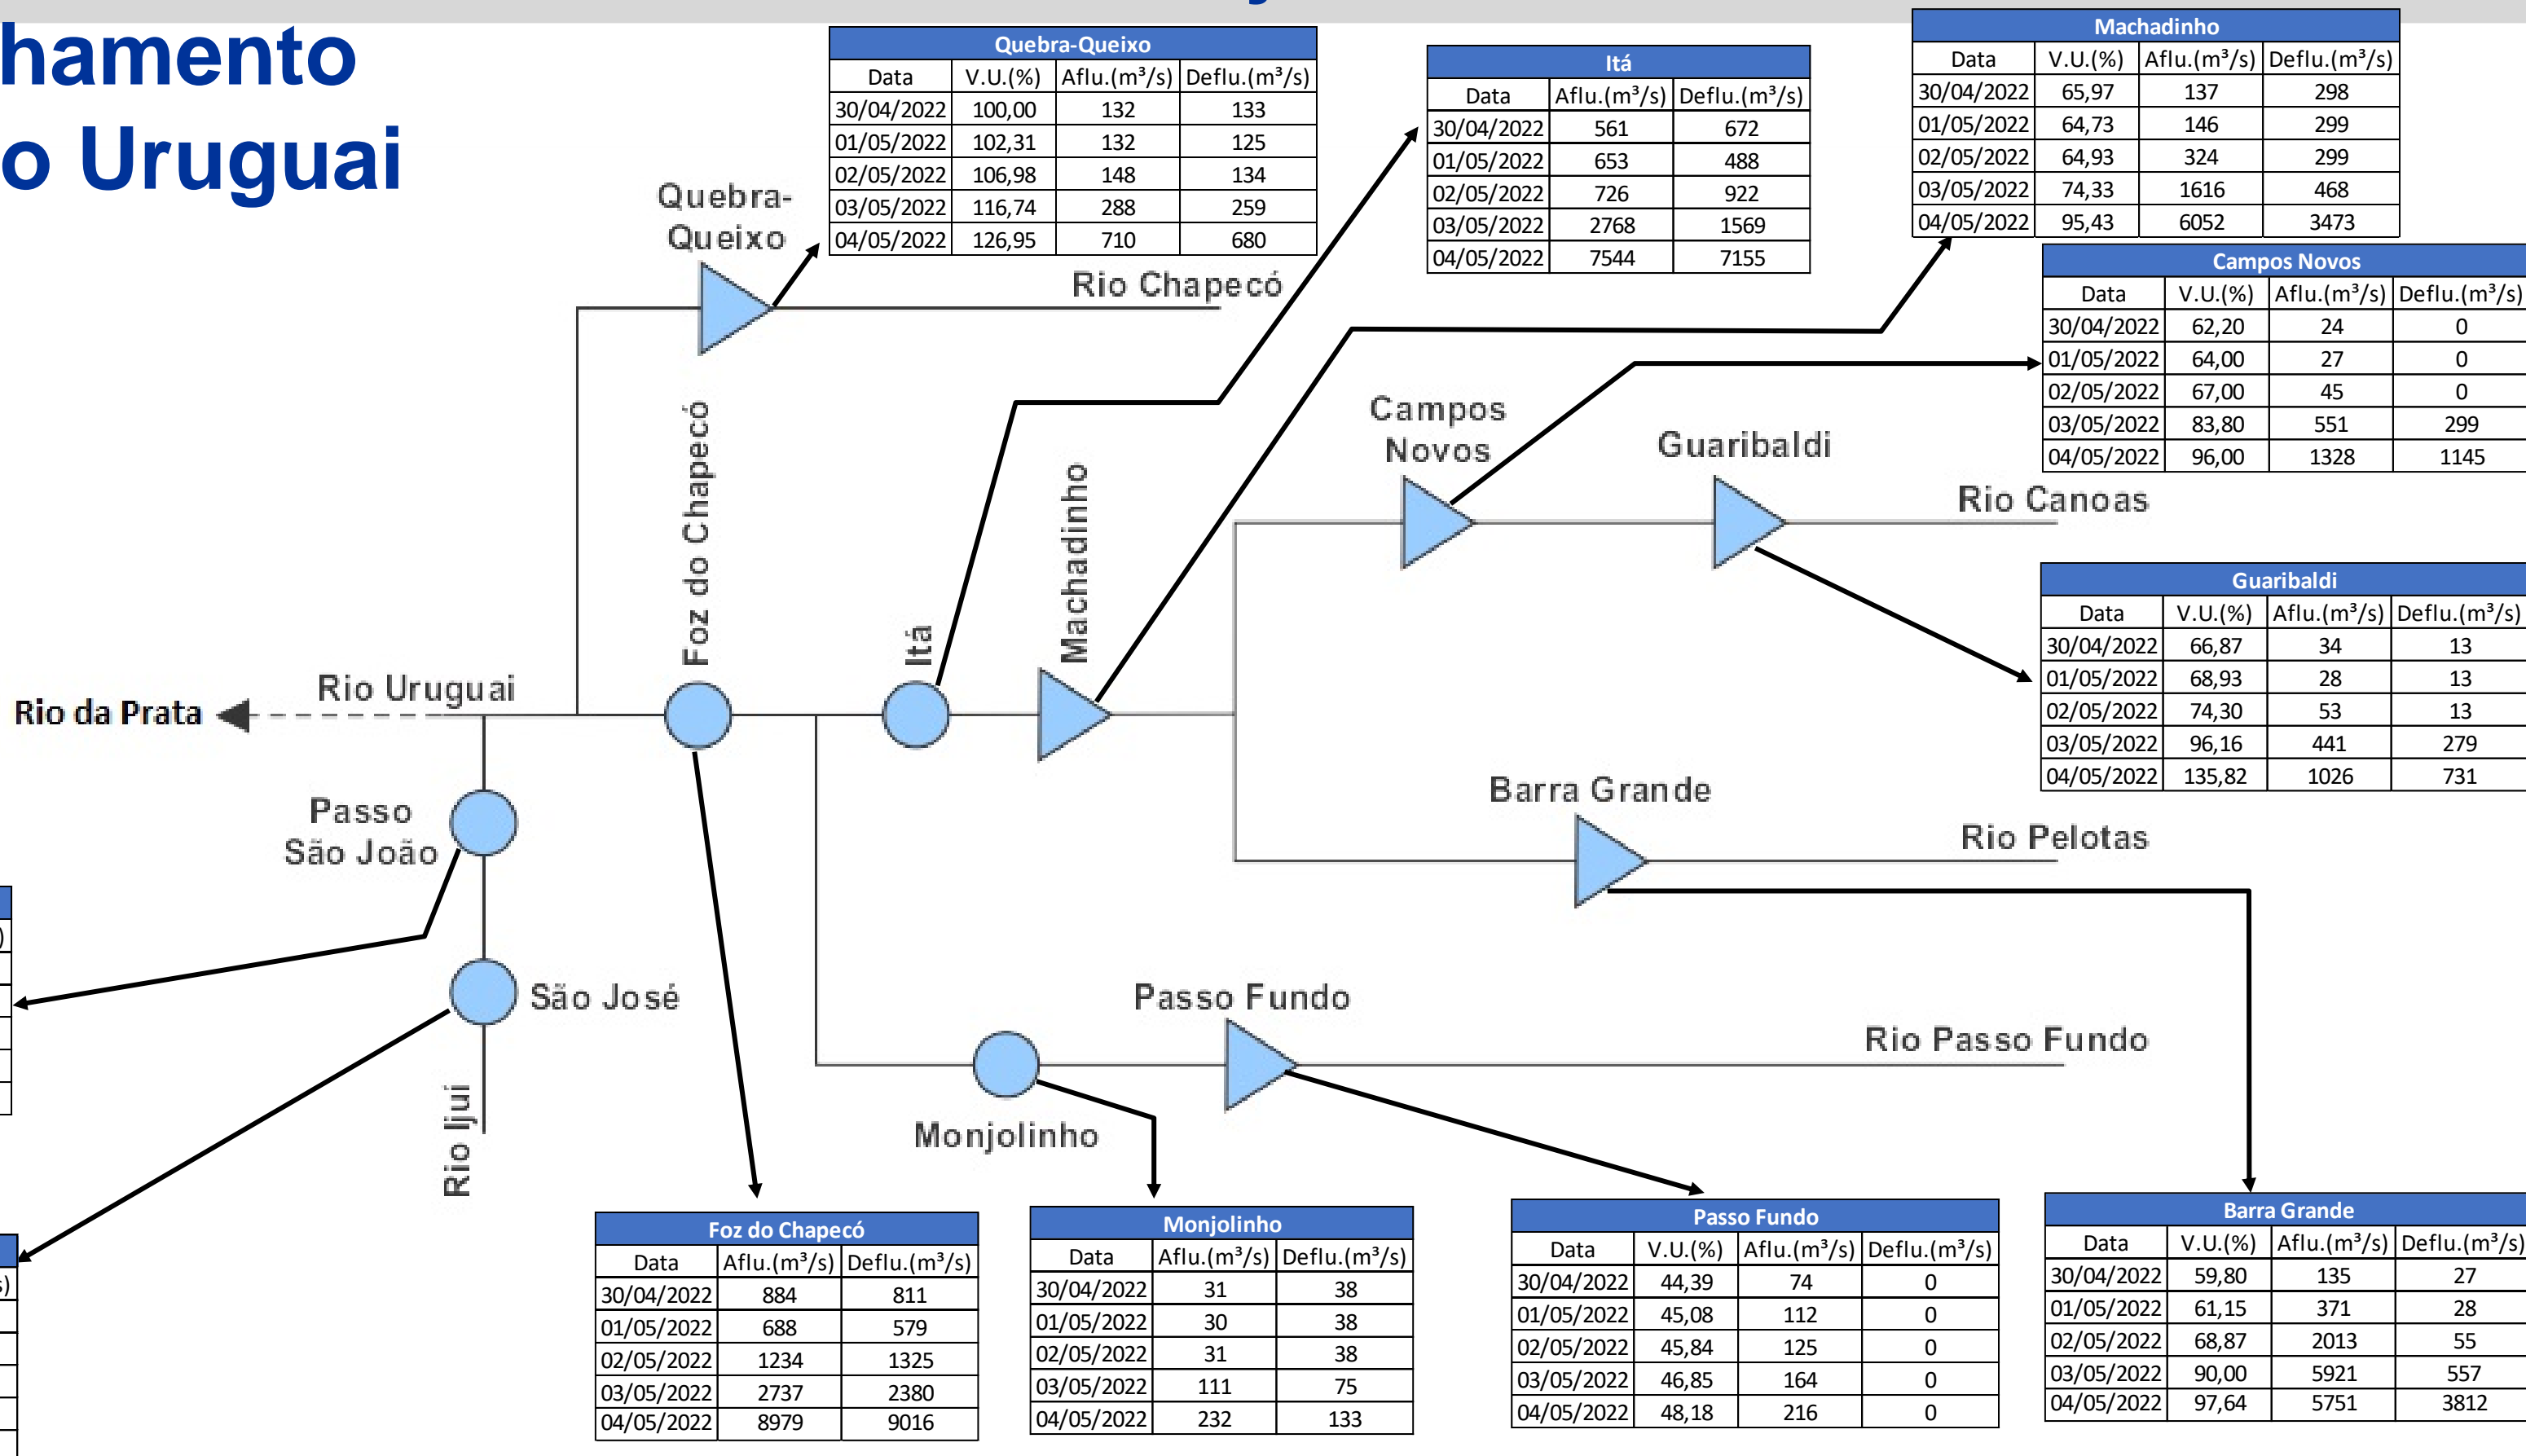 hamento
o Uruguai
Quebra-Queixo
Data V.U.(%) Aflu.(m³/s) Deflu.(m³/s)
30/04/2022 100,00 132 133
01/05/2022 102,31 132 125
02/05/2022 106,98 148 134
03/05/2022 116,74 288 259
04/05/2022 126,95 710 680
Itá
Data Aflu.(m³/s) Deflu.(m³/s)
30/04/2022 561 672
01/05/2022 653 488
02/05/2022 726 922
03/05/2022 2768 1569
04/05/2022 7544 7155
Machadinho
Data V.U.(%) Aflu.(m³/s) Deflu.(m³/s)
30/04/2022 65,97 137 298
01/05/2022 64,73 146 299
02/05/2022 64,93 324 299
03/05/2022 74,33 1616 468
04/05/2022 95,43 6052 3473
Campos Novos
Data V.U.(%) Aflu.(m³/s) Deflu.(m³/s)
30/04/2022 62,20 24 0
01/05/2022 64,00 27 0
02/05/2022 67,00 45 0
03/05/2022 83,80 551 299
04/05/2022 96,00 1328 1145
Quebra-
Queixo
Rio Chapecó
Foz do Chapecó
Itá
Machadinho
Campos
Novos
Guaribaldi
Rio Canoas
Guaribaldi
Data V.U.(%) Aflu.(m³/s) Deflu.(m³/s)
30/04/2022 66,87 34 13
01/05/2022 68,93 28 13
02/05/2022 74,30 53 13
03/05/2022 96,16 441 279
04/05/2022 135,82 1026 731
Rio da Prata
Rio Uruguai
Barra Grande
Rio Pelotas
Passo
São João
São José
Rio Ijui
Passo Fundo
Rio Passo Fundo
Monjolinho
)
s)
Foz do Chapecó
Data Aflu.(m³/s) Deflu.(m³/s)
30/04/2022 884 811
01/05/2022 688 579
02/05/2022 1234 1325
03/05/2022 2737 2380
04/05/2022 8979 9016
Monjolinho
Data Aflu.(m³/s) Deflu.(m³/s)
30/04/2022 31 38
01/05/2022 30 38
02/05/2022 31 38
03/05/2022 111 75
04/05/2022 232 133
Passo Fundo
Data V.U.(%) Aflu.(m³/s) Deflu.(m³/s)
30/04/2022 44,39 74 0
01/05/2022 45,08 112 0
02/05/2022 45,84 125 0
03/05/2022 46,85 164 0
04/05/2022 48,18 216 0
Barra Grande
Data V.U.(%) Aflu.(m³/s) Deflu.(m³/s)
30/04/2022 59,80 135 27
01/05/2022 61,15 371 28
02/05/2022 68,87 2013 55
03/05/2022 90,00 5921 557
04/05/2022 97,64 5751 3812